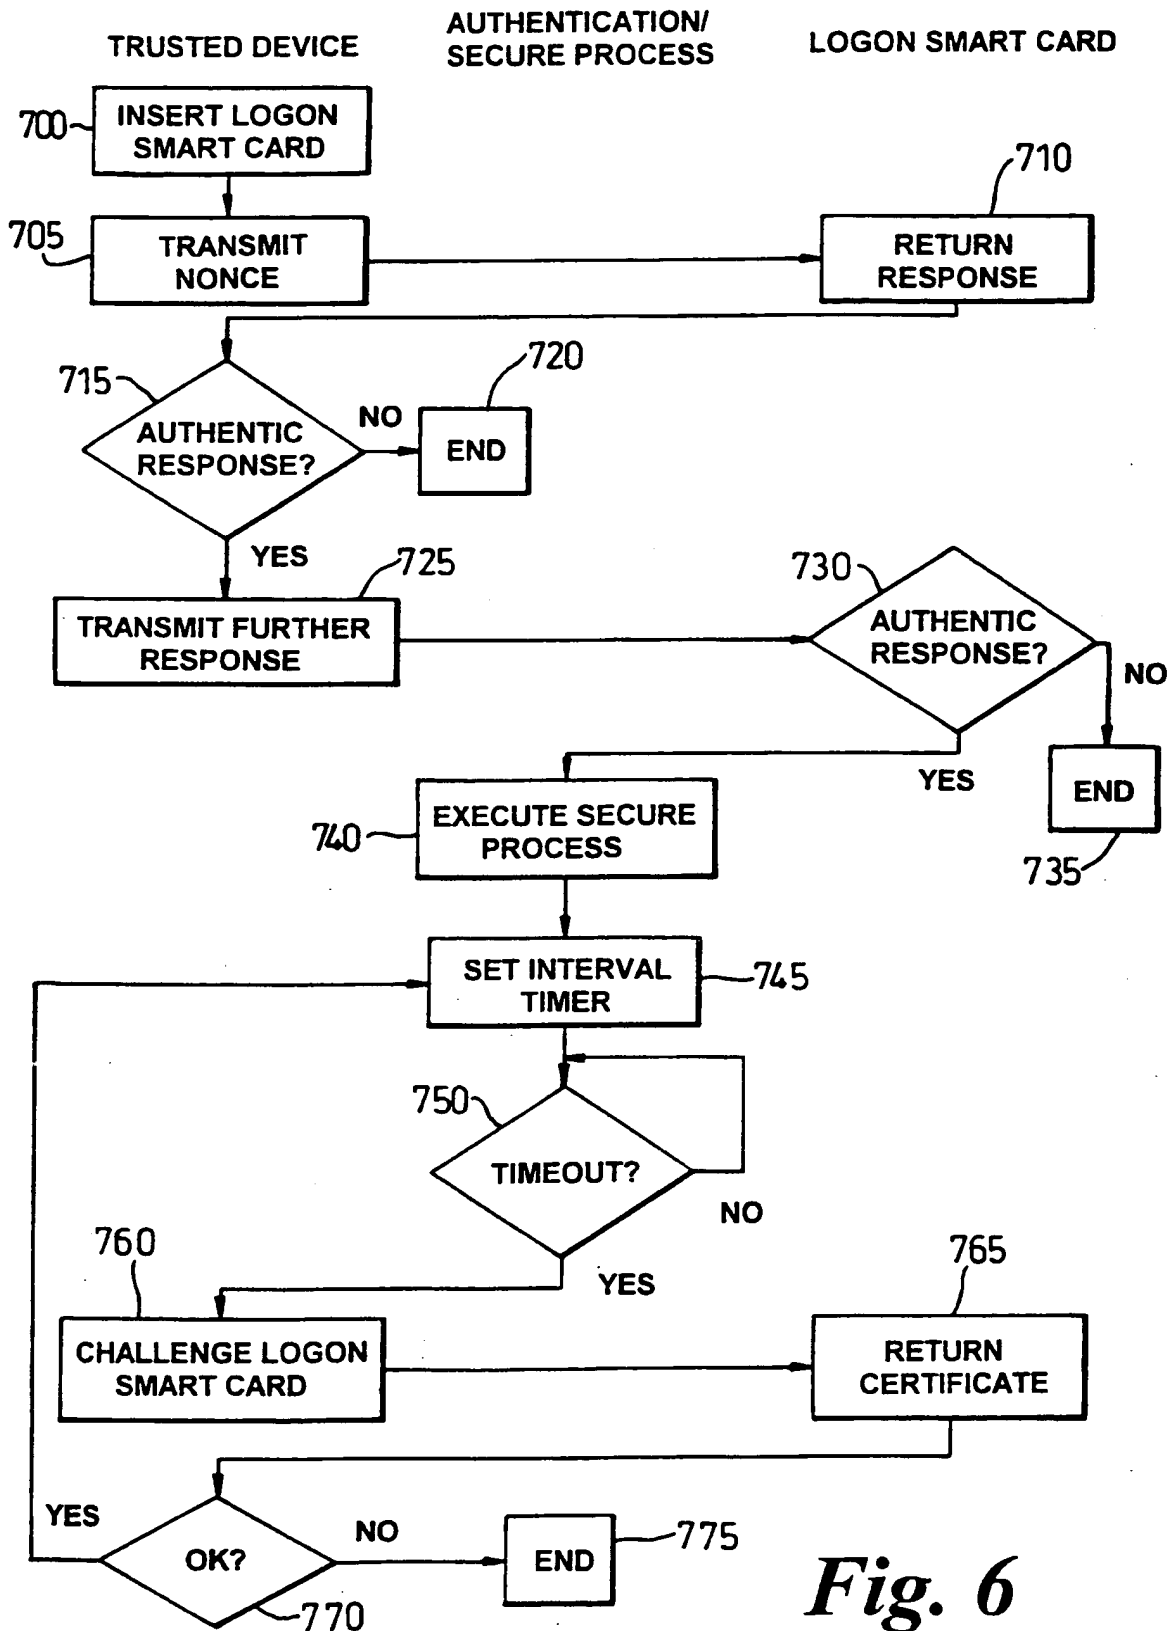 TRUSTED DEVICE
AUTHENTICATION/
SECURE PROCESS
LOGON SMART CARD
700
INSERT LOGON
SMART CARD
705
TRANSMIT
NONCE
710
RETURN
RESPONSE
715
AUTHENTIC
RESPONSE?
NO
720
END
YES
725
TRANSMIT FURTHER
RESPONSE
730
AUTHENTIC
RESPONSE?
NO
YES
END
735
740
EXECUTE SECURE
PROCESS
SET INTERVAL
TIMER
745
750
TIMEOUT?
NO
YES
760
CHALLENGE LOGON
SMART CARD
765
RETURN
CERTIFICATE
YES
OK?
NO
END
775
770
Fig. 6